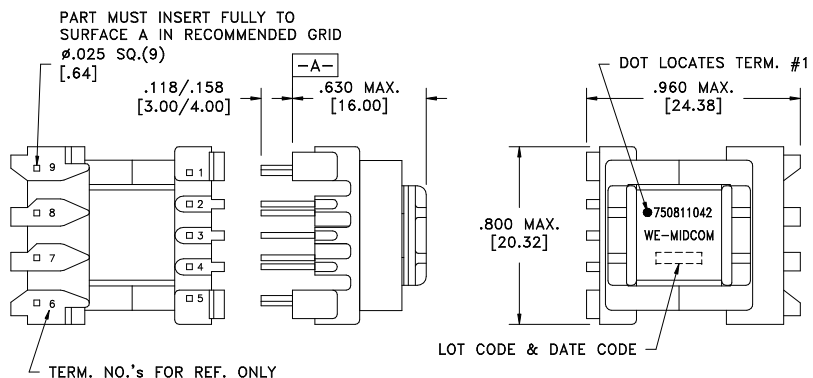 PART MUST INSERT FULLY TO
SURFACE A IN RECOMMENDED GRID
ø.025 SQ.(9)
[.64]
-A-
.118/.158
[3.00/4.00]
.630 MAX.
[16.00]
DOT LOCATES TERM. #1
.960 MAX.
[24.38]
9
1
8
2
3
7
4
6
5
.800 MAX.
[20.32]
750811042
WE-MIDCOM
LOT CODE & DATE CODE
TERM. NO.'s FOR REF. ONLY